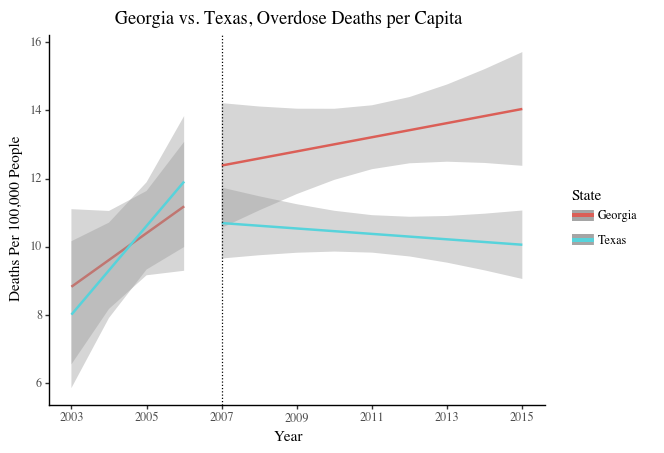 Georgia vs. Texas, Overdose Deaths per Capita
16
14
12
10
8
6
Deaths Per 100,000 People
2003 2005 2007 2009 2011 2013 2015
Year
State
Georgia
Texas